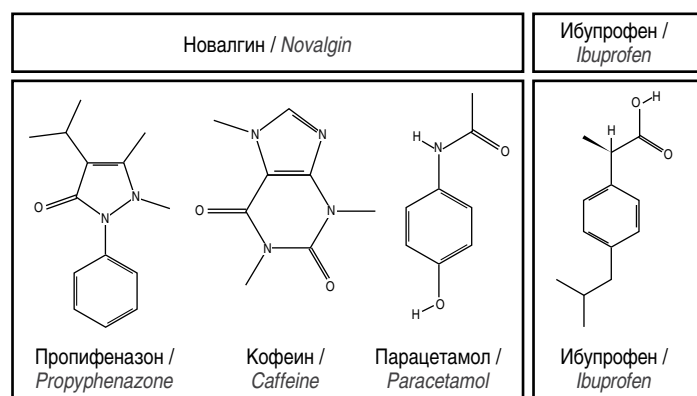 Новалгин / Novalgin
Ибупрофен /
Ibuprofen
H
N
O
O
H
N
N
O
N
N
O
N
N
N
O
O
H
H
O
O
Пропифеназон /
Propyphenazone
Кофеин /
Caffeine
Парацетамол /
Paracetamol
Ибупрофен /
Ibuprofen